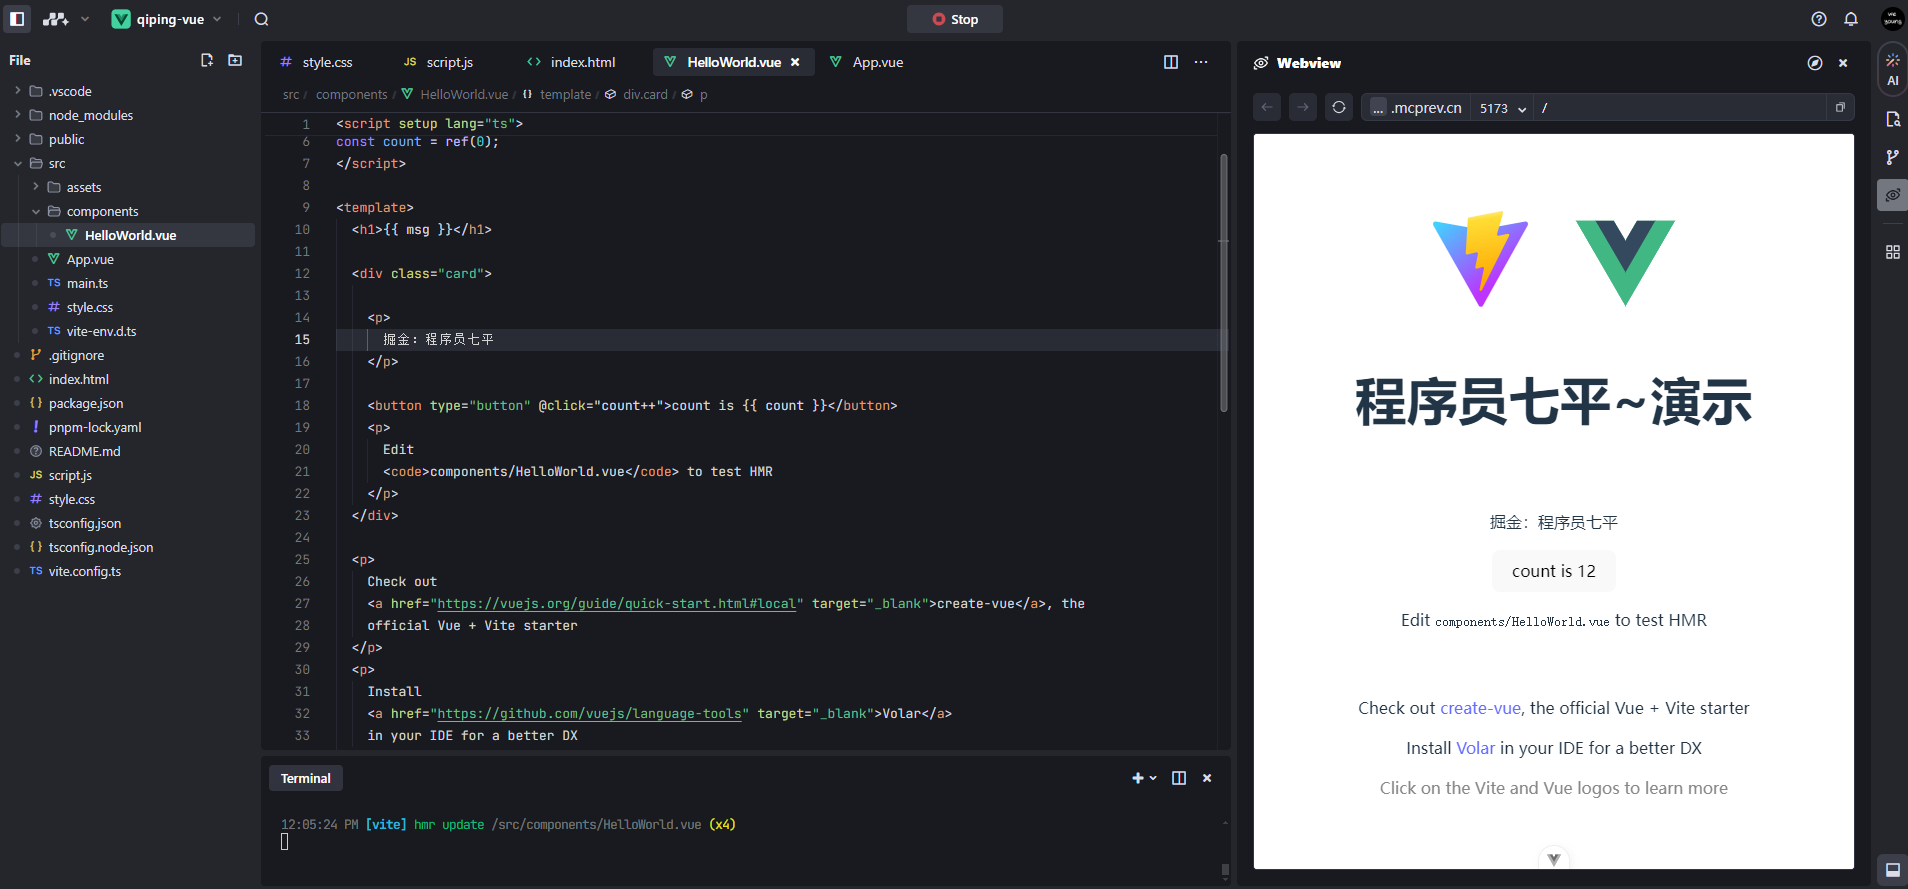 qiping-vue
Stop
File
.vscode
node_modules
public
src
assets
components
HelloWorld.vue
App.vue
TS main.ts
# style.css
TS vite-env.d.ts
.gitignore
<> index.html
{} package.json
! pnpm-lock.yaml
README.md
JS script.js
# style.css
tsconfig.json
{} tsconfig.node.json
TS vite.config.ts
# style.css
JS script.js
<> index.html
HelloWorld.vue
App.vue
src / components / HelloWorld.vue / {} template / div.card / p
1 <script setup lang="ts">
6 const count = ref(0);
7 </script>
8
9 <template>
10 <h1>{{ msg }}</h1>
11
12 <div class="card">
13
14 <p>
15 掘金：程序员七平
16 </p>
17
18 <button type="button" @click="count++">count is {{ count }}</button>
19 <p>
20 Edit
21 <code>components/HelloWorld.vue</code> to test HMR
22 </p>
23 </div>
24
25 <p>
26 Check out
27 <a href="https://vuejs.org/guide/quick-start.html#local" target="_blank">create-vue</a>, the
28 official Vue + Vite starter
29 </p>
30 <p>
31 Install
32 <a href="https://github.com/vuejs/language-tools" target="_blank">Volar</a>
33 in your IDE for a better DX
Terminal
12:05:24 PM [vite] hmr update /src/components/HelloWorld.vue (x4)
Webview
... .mcprev.cn 5173 /
程序员七平~演示
掘金：程序员七平
count is 12
Edit components/HelloWorld.vue to test HMR
Check out create-vue, the official Vue + Vite starter
Install Volar in your IDE for a better DX
Click on the Vite and Vue logos to learn more
AI